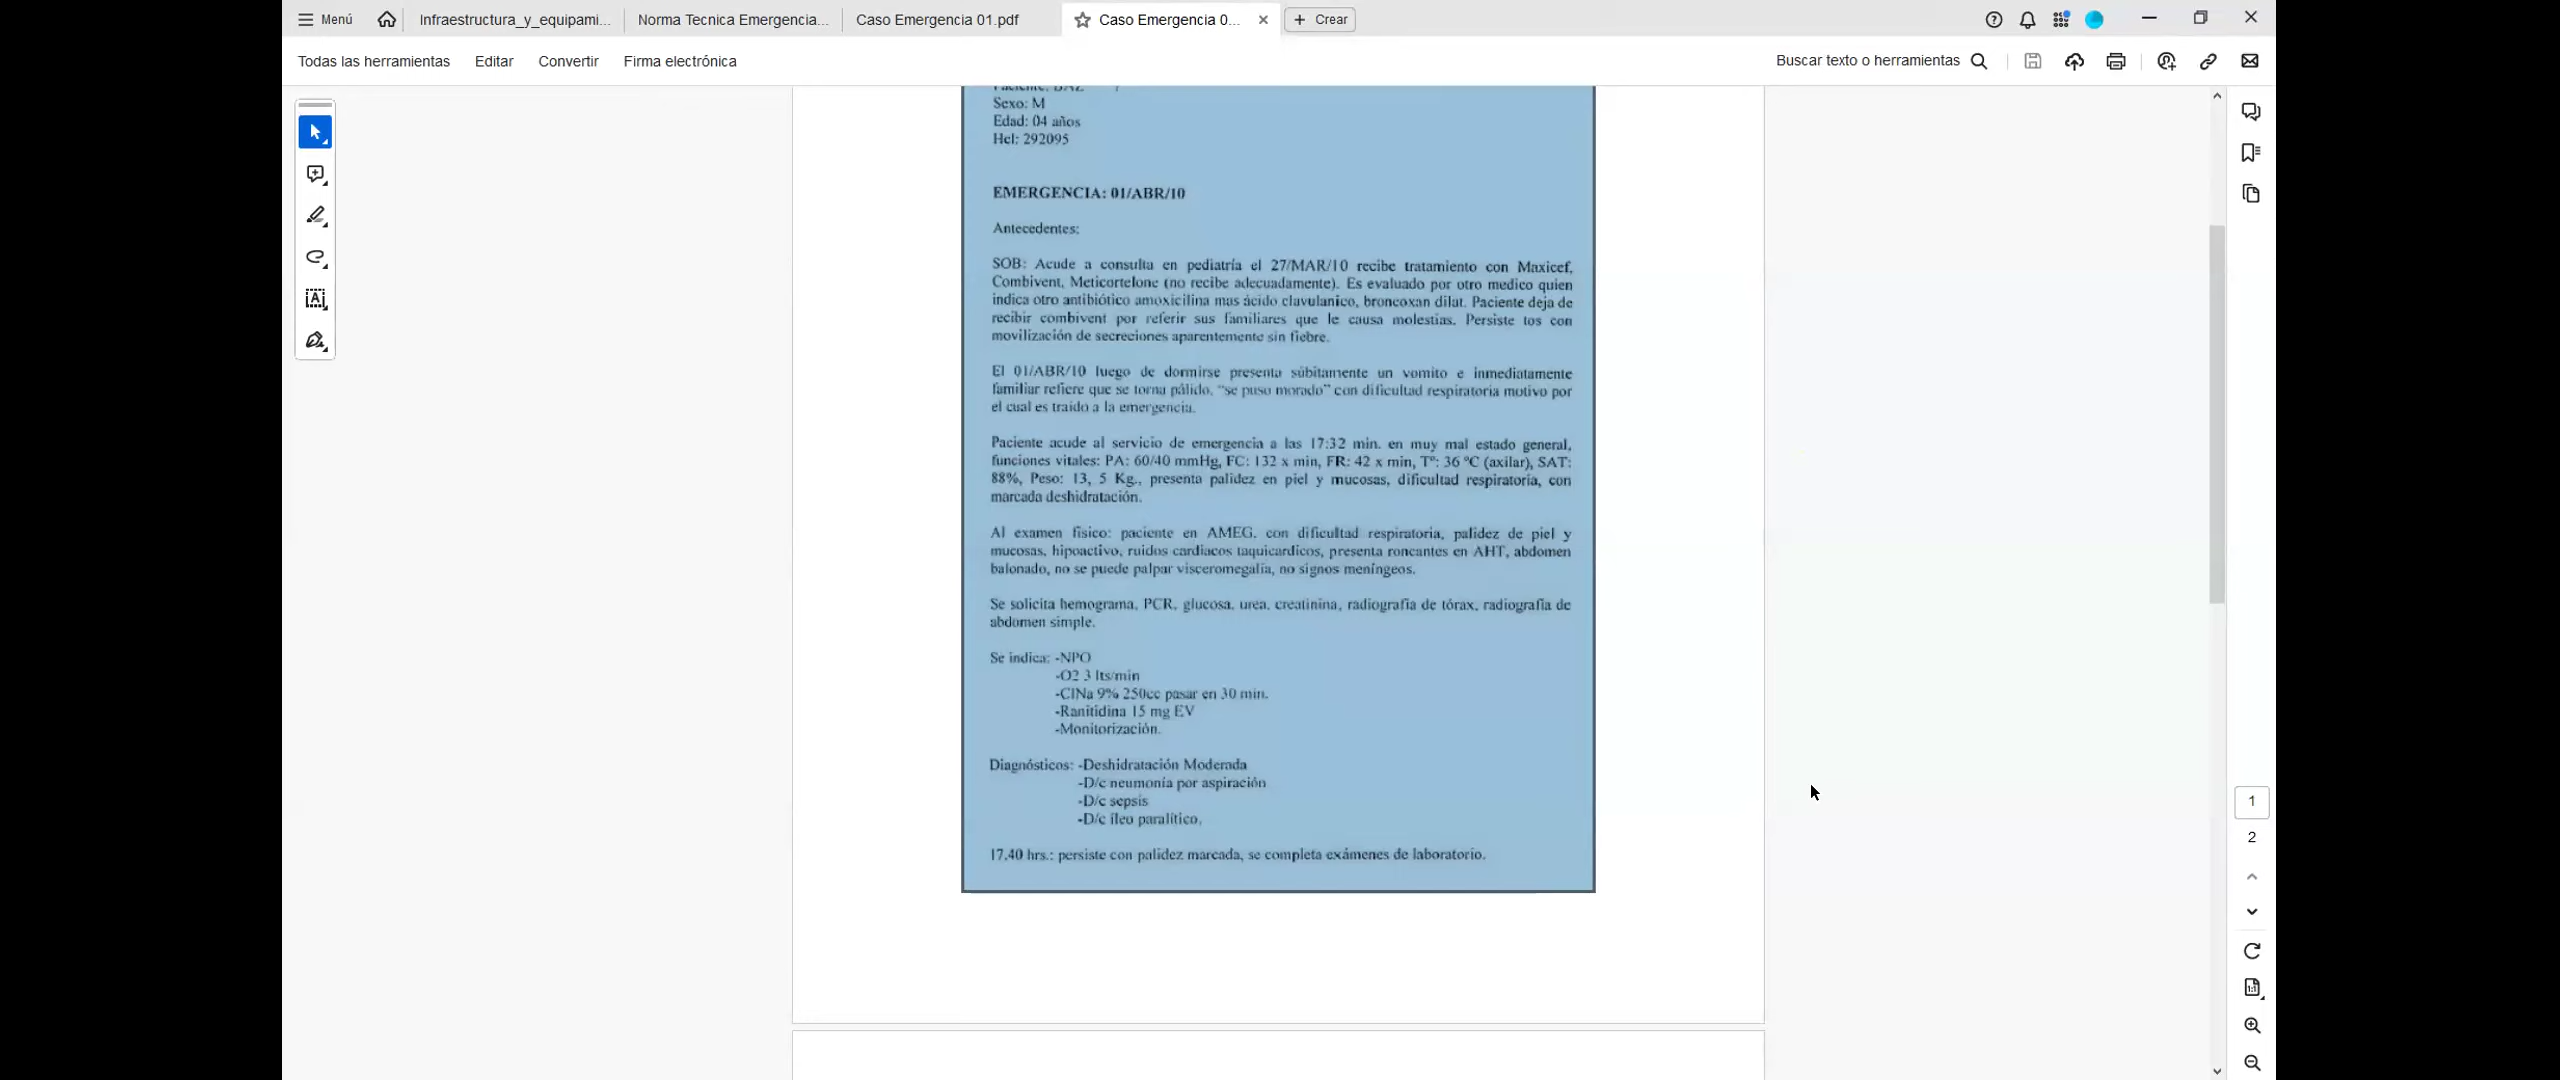 Menú
Infraestructura_y_equipami...
Norma Tecnica Emergencia...
Caso Emergencia 01.pdf
Caso Emergencia 0...
Crear
Todas las herramientas
Editar
Convertir
Firma electrónica
Buscar texto o herramientas
Sexo: M
Edad: 04 años
Hcl: 292095
EMERGENCIA: 01/ABR/10
Antecedentes:
SOB: Acude a consulta en pediatría el 27/MAR/10 recibe tratamiento con Maxicef,
Combivent, Meticortelone (no recibe adecuadamente). Es evaluado por otro medico quien
indica otro antibiótico amoxicilina mas ácido clavulanico, broncoxan dilat. Paciente deja de
recibir combivent por referir sus familiares que le causa molestias. Persiste tos con
movilización de secreciones aparentemente sin fiebre.
El 01/ABR/10 luego de dormirse presenta súbitamente un vomito e inmediatamente
familiar refiere que se torna pálido, "se puso morado" con dificultad respiratoria motivo por
el cual es traído a la emergencia.
Paciente acude al servicio de emergencia a las 17:32 min. en muy mal estado general,
funciones vitales: PA: 60/40 mmHg, FC: 132 x min, FR: 42 x min, Tº: 36 ºC (axilar), SAT:
88%, Peso: 13, 5 Kg., presenta palidez en piel y mucosas, dificultad respiratoria, con
marcada deshidratación.
Al examen físico: paciente en AMEG, con dificultad respiratoria, palidez de piel y
mucosas, hipoactivo, ruidos cardiacos taquicardicos, presenta roncantes en AHT, abdomen
balonado, no se puede palpar visceromegalia, no signos meníngeos.
Se solicita hemograma, PCR, glucosa, urea, creatinina, radiografía de tórax, radiografía de
abdomen simple.
Se indica: -NPO
-O2 3 lts/min
-ClNa 9% 250cc pasar en 30 min.
-Ranitidina 15 mg EV
-Monitorización.
Diagnósticos: -Deshidratación Moderada
-D/c neumonía por aspiración
-D/c sepsis
-D/c íleo paralítico.
17.40 hrs.: persiste con palidez marcada, se completa exámenes de laboratorio.
1
2